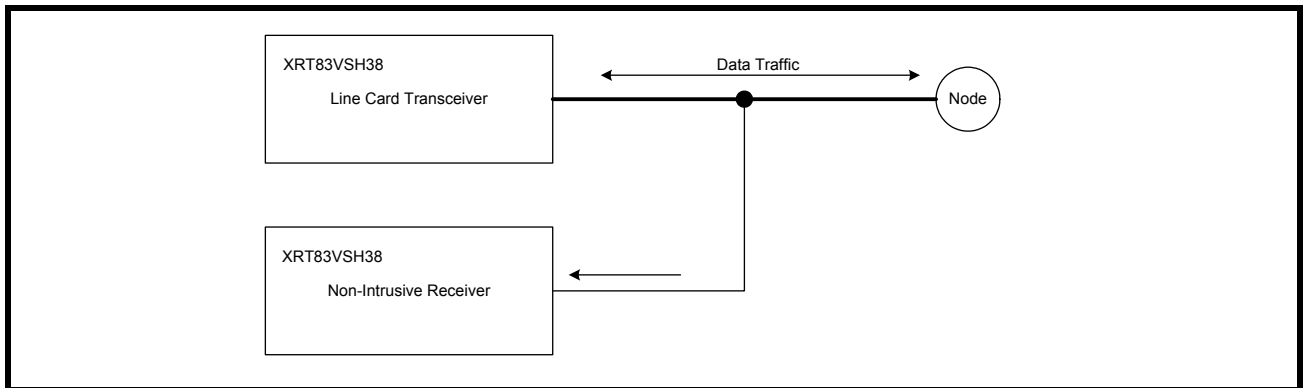 XRT83VSH38
Line Card Transceiver
Data Traffic
Node
XRT83VSH38
Non-Intrusive Receiver